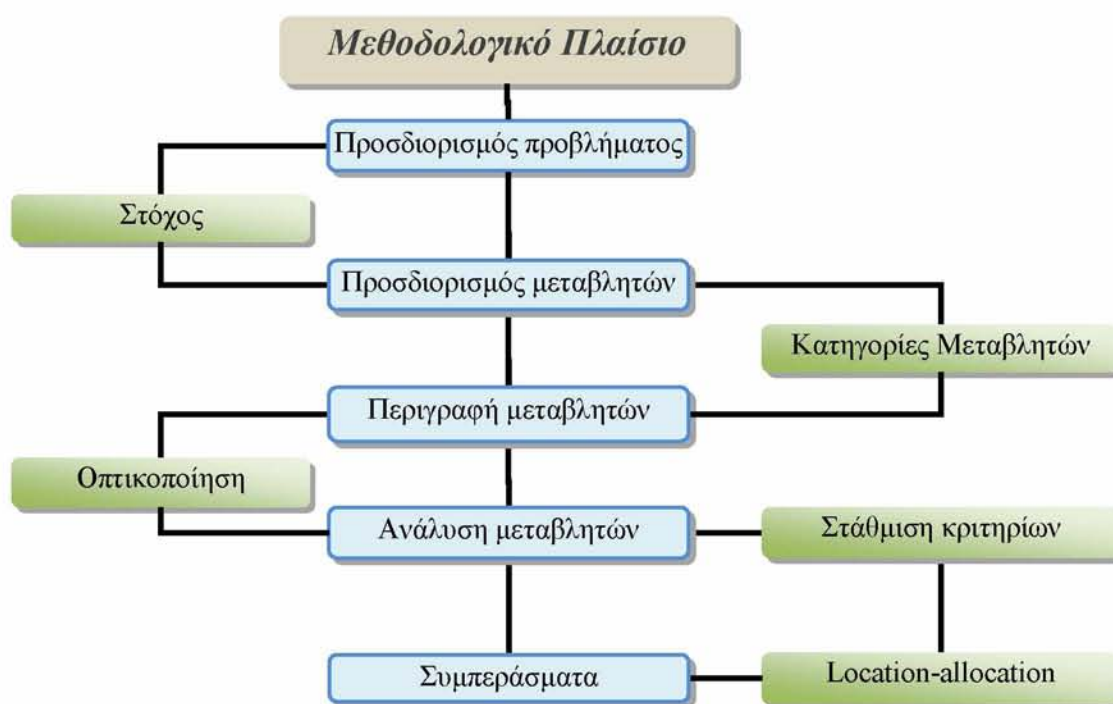 Μεθοδολογικό Πλαίσιο
Προσδιορισμός προβλήματος
Στόχος
Προσδιορισμός μεταβλητών
Κατηγορίες Μεταβλητών
Περιγραφή μεταβλητών
Οπτικοποίηση
Ανάλυση μεταβλητών
Στάθμιση κριτηρίων
Συμπεράσματα
Location-allocation